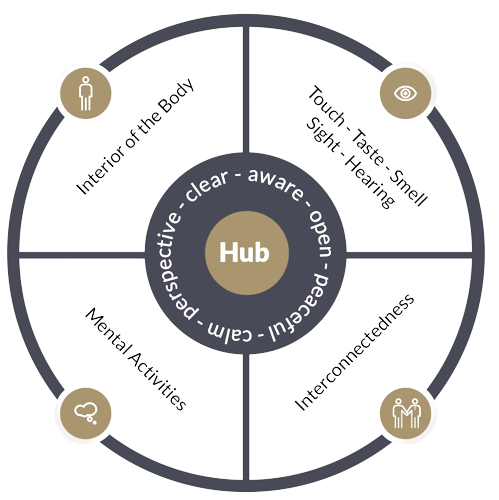 Interior of the Body
Touch - Taste - Smell
Sight - Hearing
perspective - clear - aware - open - peaceful - calm -
Hub
Mental Activities
Interconnectedness